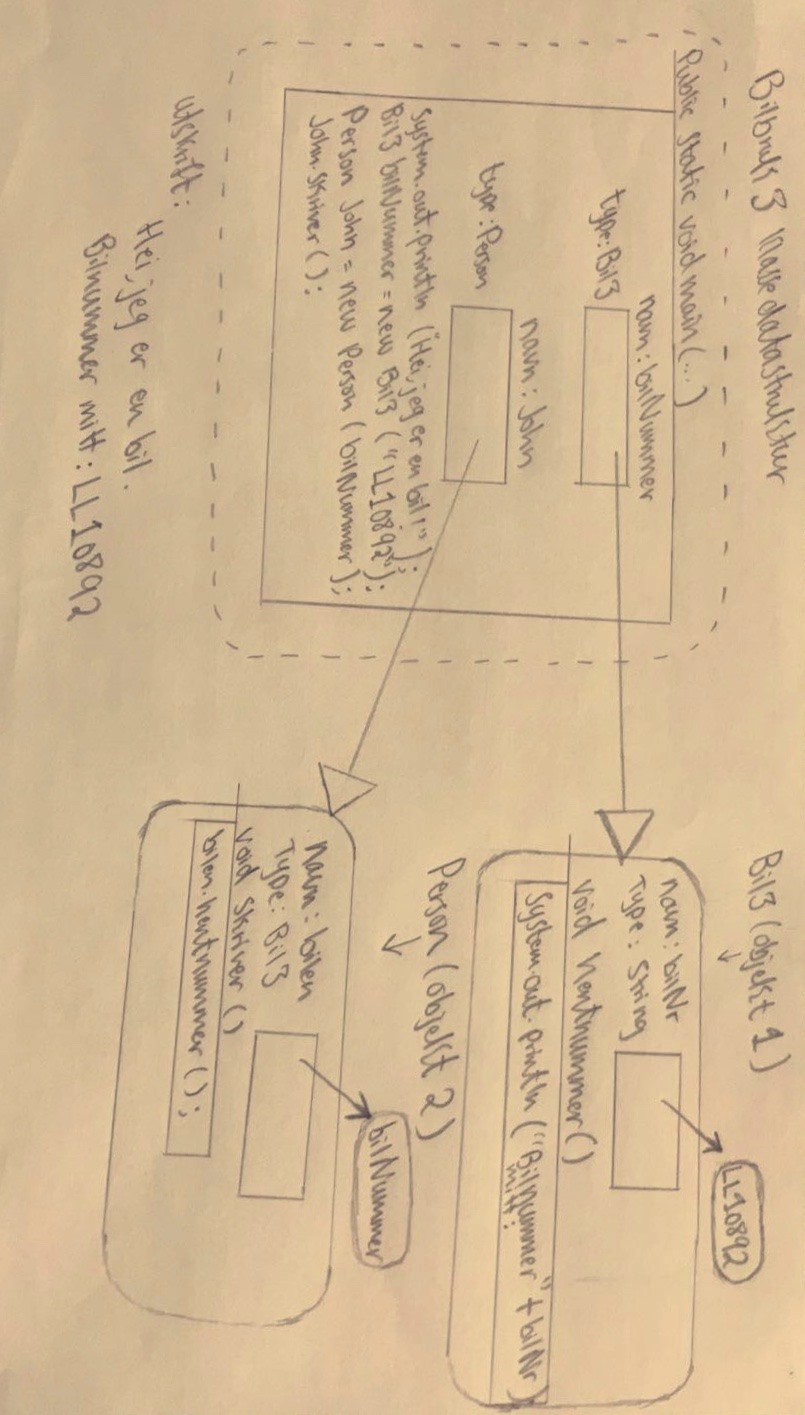 Bilbruk 3 klasse datastruktur
Public static void main(...)
navn: bilNummer
type: Bil3
navn: John
type: Person
System.out.println ("Hei, jeg er en bil!");
Bil3 bilNummer = new Bil3 ("LL10892");
Person John = new Person (bilNummer);
John.skriver();
utskrift:
Hei, jeg er en bil.
Bilnummer mitt: LL10892
Bil3 (objekt 1)
navn: bilNr
Type: String
LL10892
void hentnummer()
System.out.println ("Bilnummer mitt:" + bilNr)
Person (objekt 2)
navn: bilen
Type: Bil3
bilNummer
void skriver ()
bilen.hentnummer();